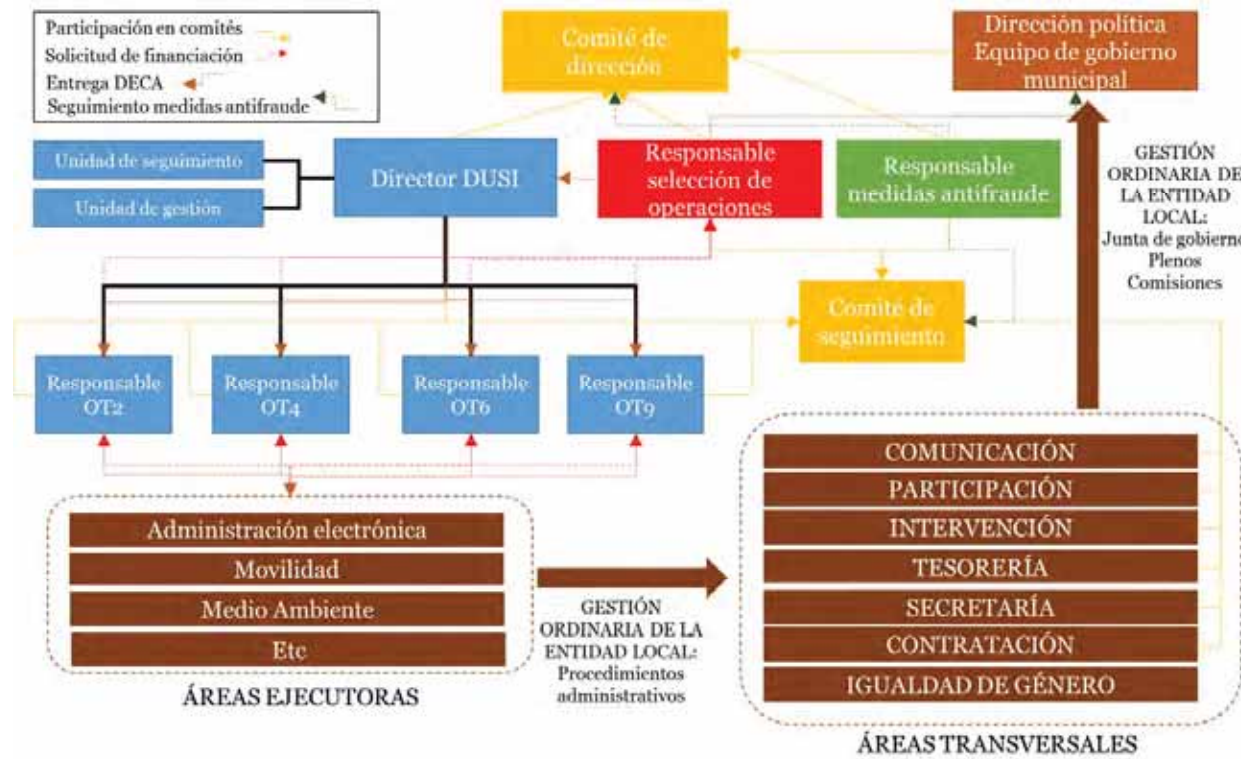 Participación en comités
Solicitud de financiación
Entrega DECA
Seguimiento medidas antifraude
Comité de
dirección
Dirección política
Equipo de gobierno
municipal
Unidad de seguimiento
Unidad de gestión
Director DUSI
Responsable
selección de
operaciones
Responsable
medidas antifraude
GESTIÓN
ORDINARIA DE
LA ENTIDAD
LOCAL:
Junta de gobierno
Plenos
Comisiones
Comité de
seguimiento
Responsable
OT2
Responsable
OT4
Responsable
OT6
Responsable
OT9
Administración electrónica
Movilidad
Medio Ambiente
Etc
ÁREAS EJECUTORAS
GESTIÓN
ORDINARIA DE LA
ENTIDAD LOCAL:
Procedimientos
administrativos
COMUNICACIÓN
PARTICIPACIÓN
INTERVENCIÓN
TESORERÍA
SECRETARÍA
CONTRATACIÓN
IGUALDAD DE GÉNERO
ÁREAS TRANSVERSALES